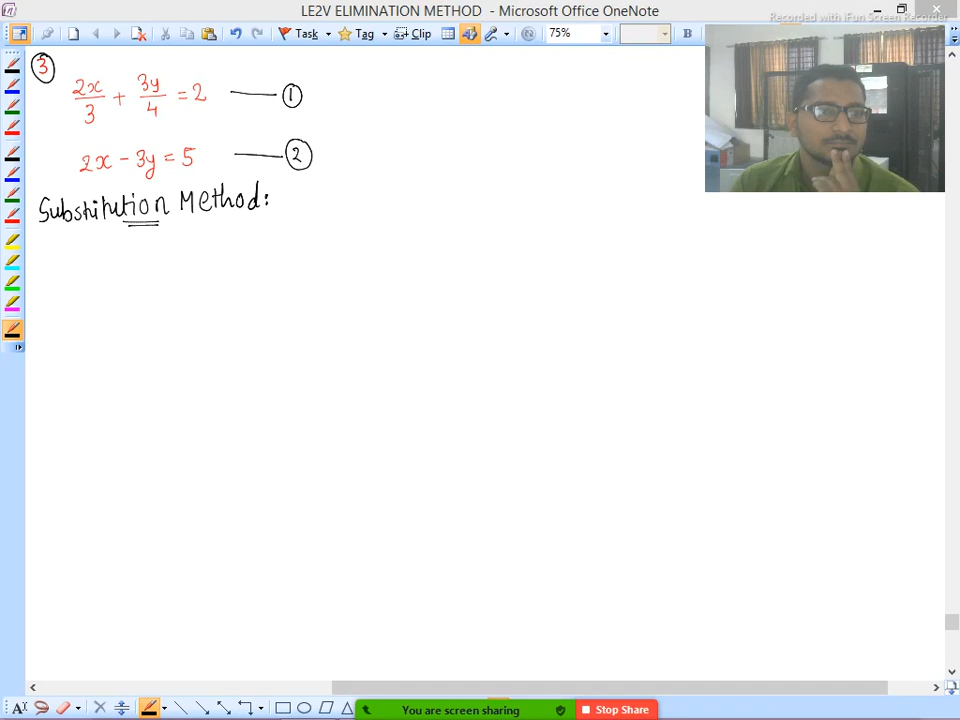 LE2V ELIMINATION METHOD - Microsoft Office OneNote
Recorded with iFun Screen Recorder
Task Tag Clip 75% B
③
2x/3 + 3y/4 = 2 —— ①
2x - 3y = 5 —— ②
Substitution Method:
You are screen sharing Stop Share